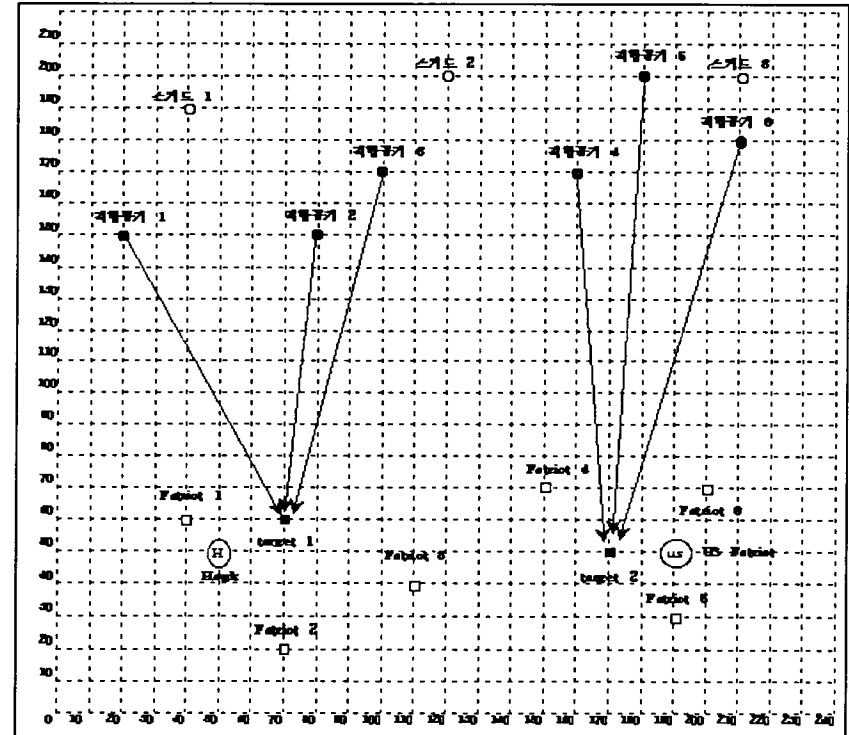 210
스커드 2
적항공기 5
스커드 3
200
스커드 1
190
적항공기 6
180
적항공기 3
적항공기 4
170
160
적항공기 1
적항공기 2
150
140
130
120
110
100
90
80
Patriot 4
70
Patriot 1
Patriot 6
60
target 1
H
Patriot 3
US
US Patriot
50
Hawk
target 2
40
Patriot 5
30
Patriot 2
20
10
0 10 20 30 40 50 60 70 80 90 100 110 120 130 140 150 160 170 180 190 200 210 220 230 240